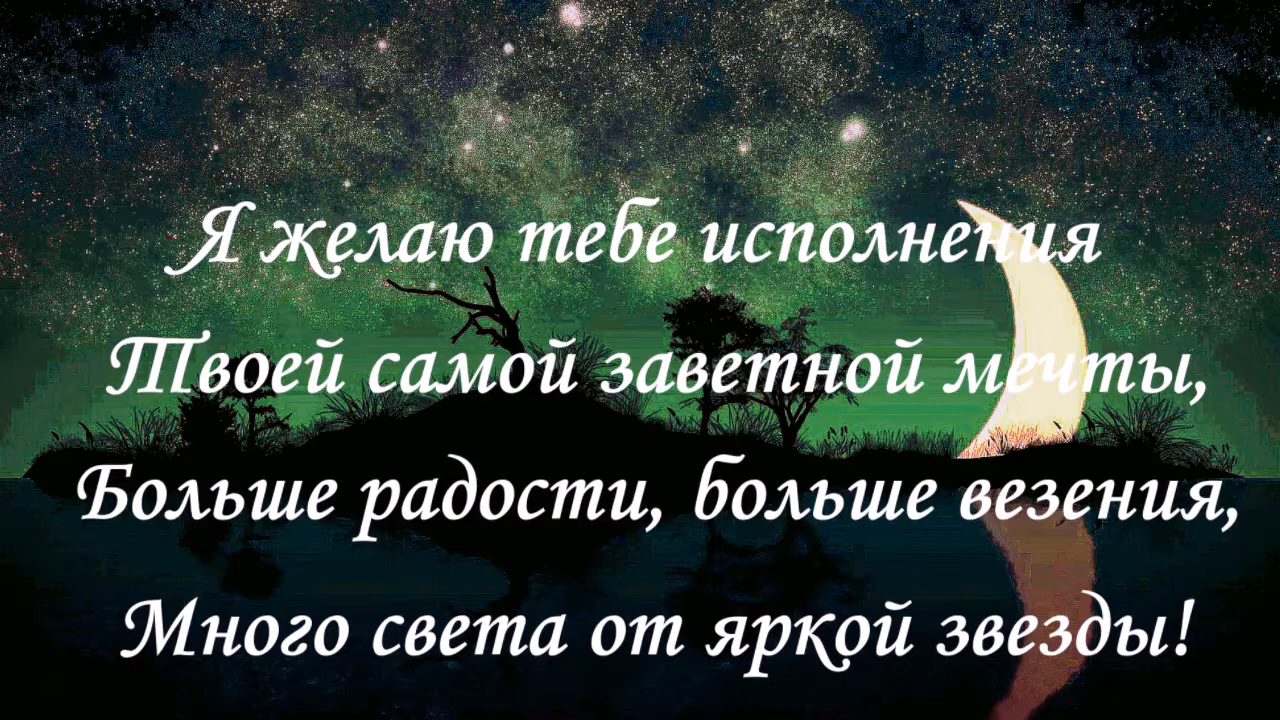 Я желаю тебе исполнения
Твоей самой заветной мечты,
Больше радости, больше везения,
Много света от яркой звезды!